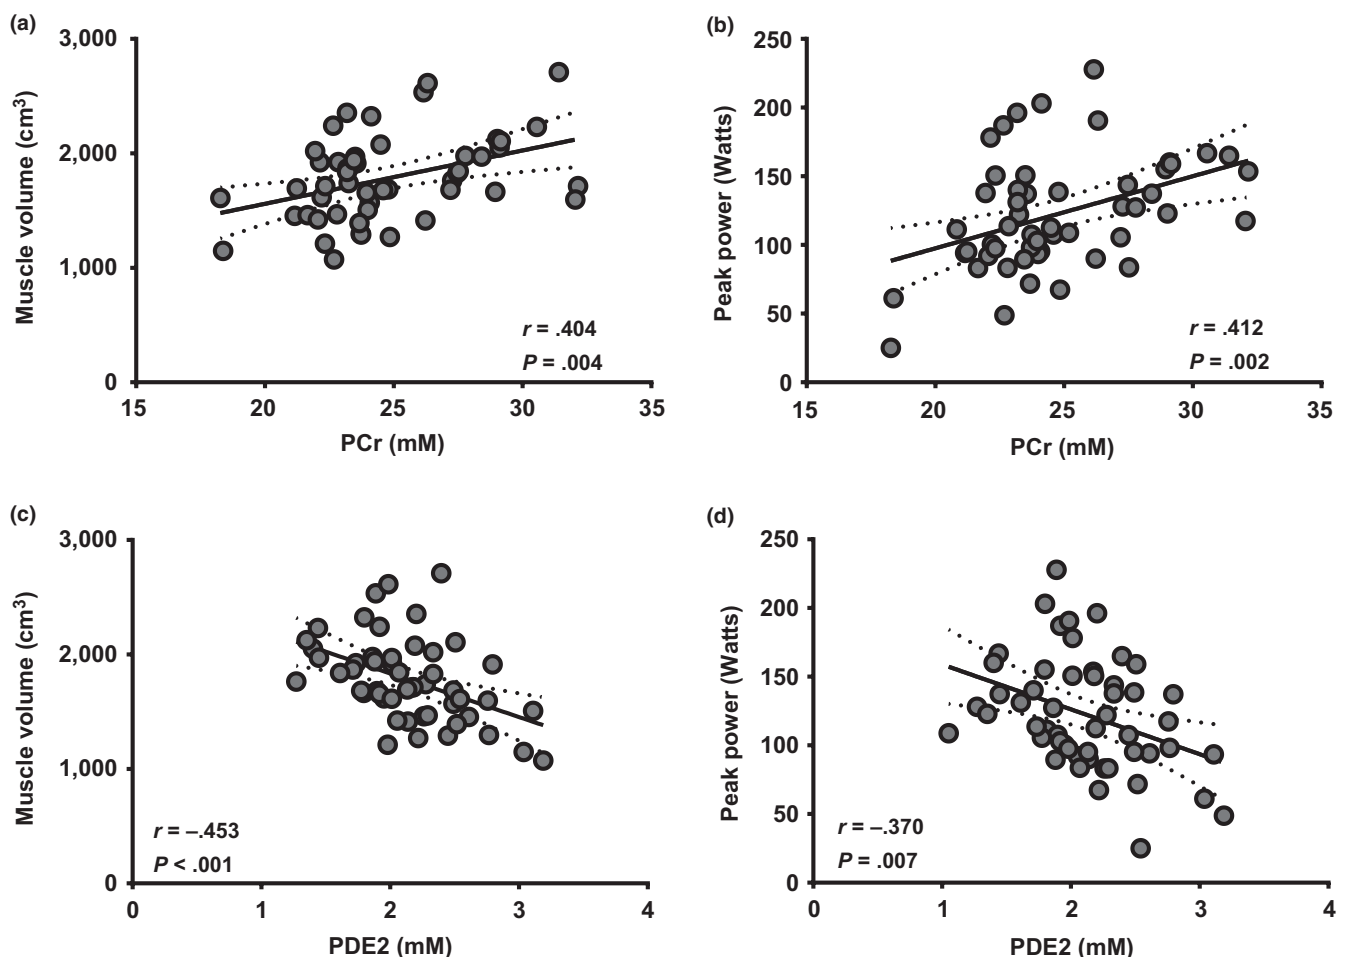 (a)
3,000
2,000
1,000
0
Muscle volume (cm³)
15 20 25 30 35
PCr (mM)
r = .404
P = .004
(b)
250
200
150
100
50
0
Peak power (Watts)
15 20 25 30 35
PCr (mM)
r = .412
P = .002
(c)
3,000
2,000
1,000
0
Muscle volume (cm³)
0 1 2 3 4
PDE2 (mM)
r = –.453
P < .001
(d)
250
200
150
100
50
0
Peak power (Watts)
0 1 2 3 4
PDE2 (mM)
r = –.370
P = .007